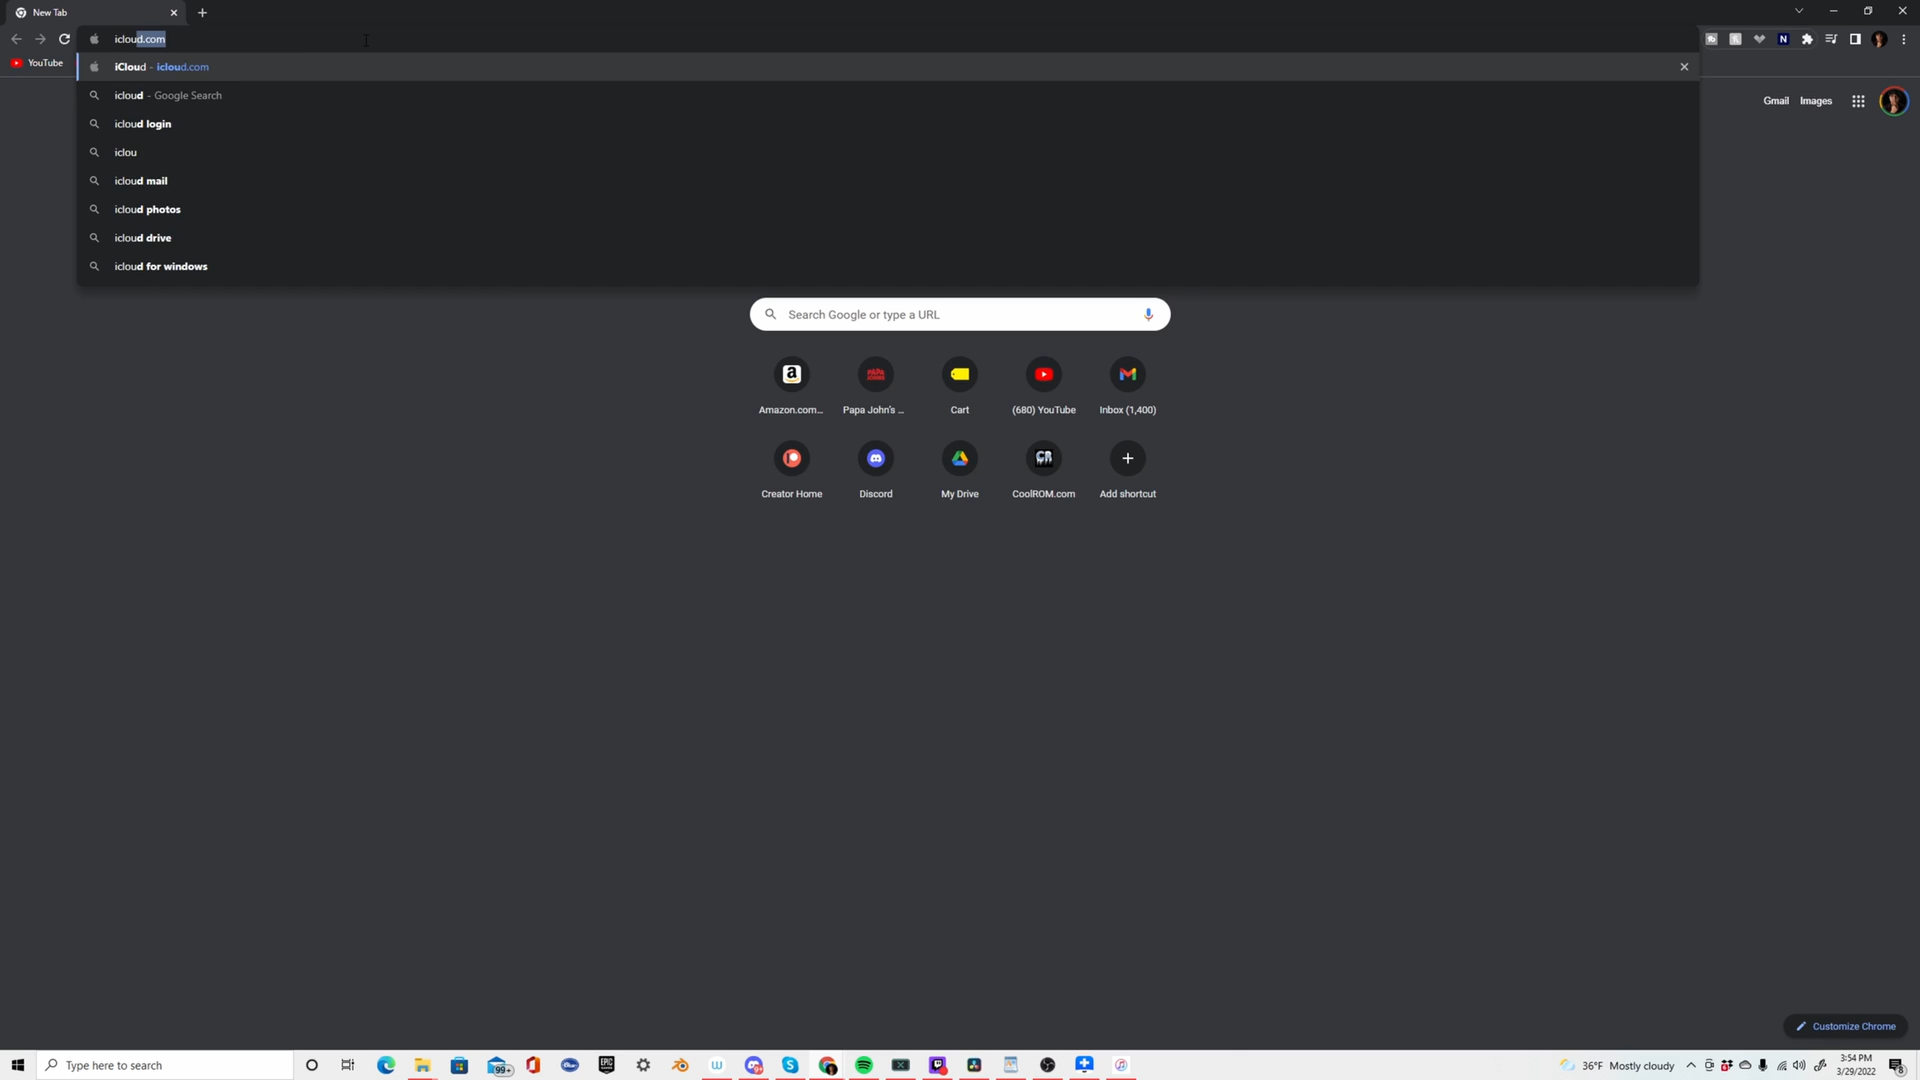 New Tab
icloud.com
YouTube
iCloud - icloud.com
icloud - Google Search
icloud login
iclou
icloud mail
icloud photos
icloud drive
icloud for windows
Gmail Images
Search Google or type a URL
Amazon.com... Papa John's ... Cart (680) YouTube Inbox (1,400)
Creator Home Discord My Drive CoolROM.com Add shortcut
Customize Chrome
Type here to search
99+
36°F Mostly cloudy
3:54 PM
3/29/2022